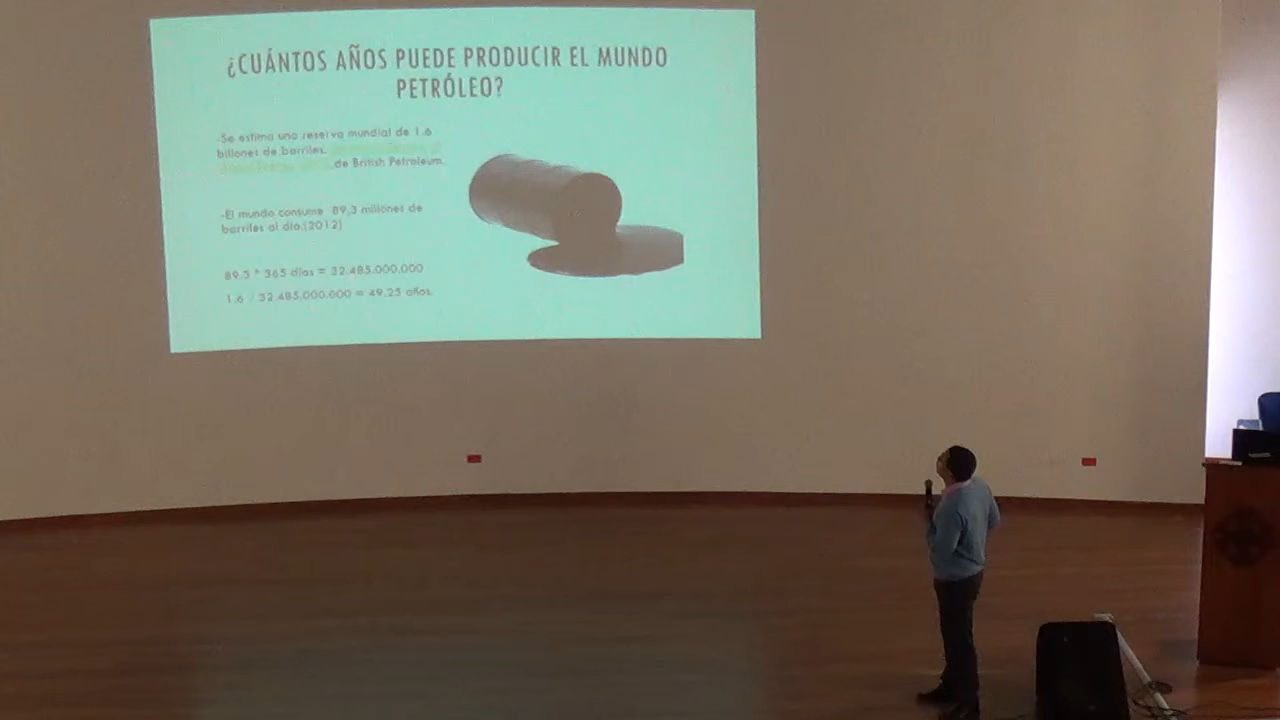 ¿CUÁNTOS AÑOS PUEDE PRODUCIR EL MUNDO
PETRÓLEO?
-Se estima una reserva mundial de 1.6
billones de barriles.
de British Petroleum.
-El mundo consume 89,3 millones de
barriles al día.(2012)
89.3 * 365 días = 32.485.000.000
1.6 / 32.485.000.000 = 49.25 años.